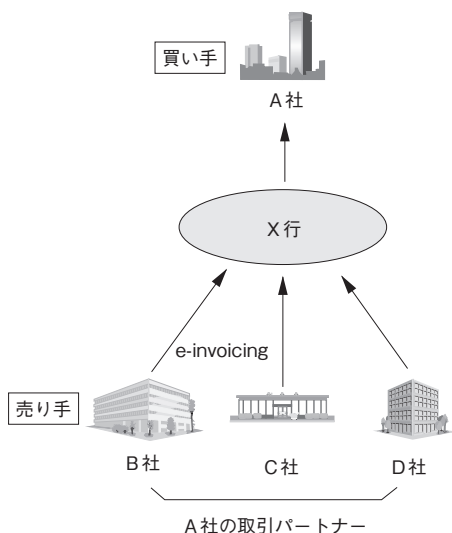 買い手
A社
X行
e-invoicing
売り手
B社
C社
D社
A社の取引パートナー